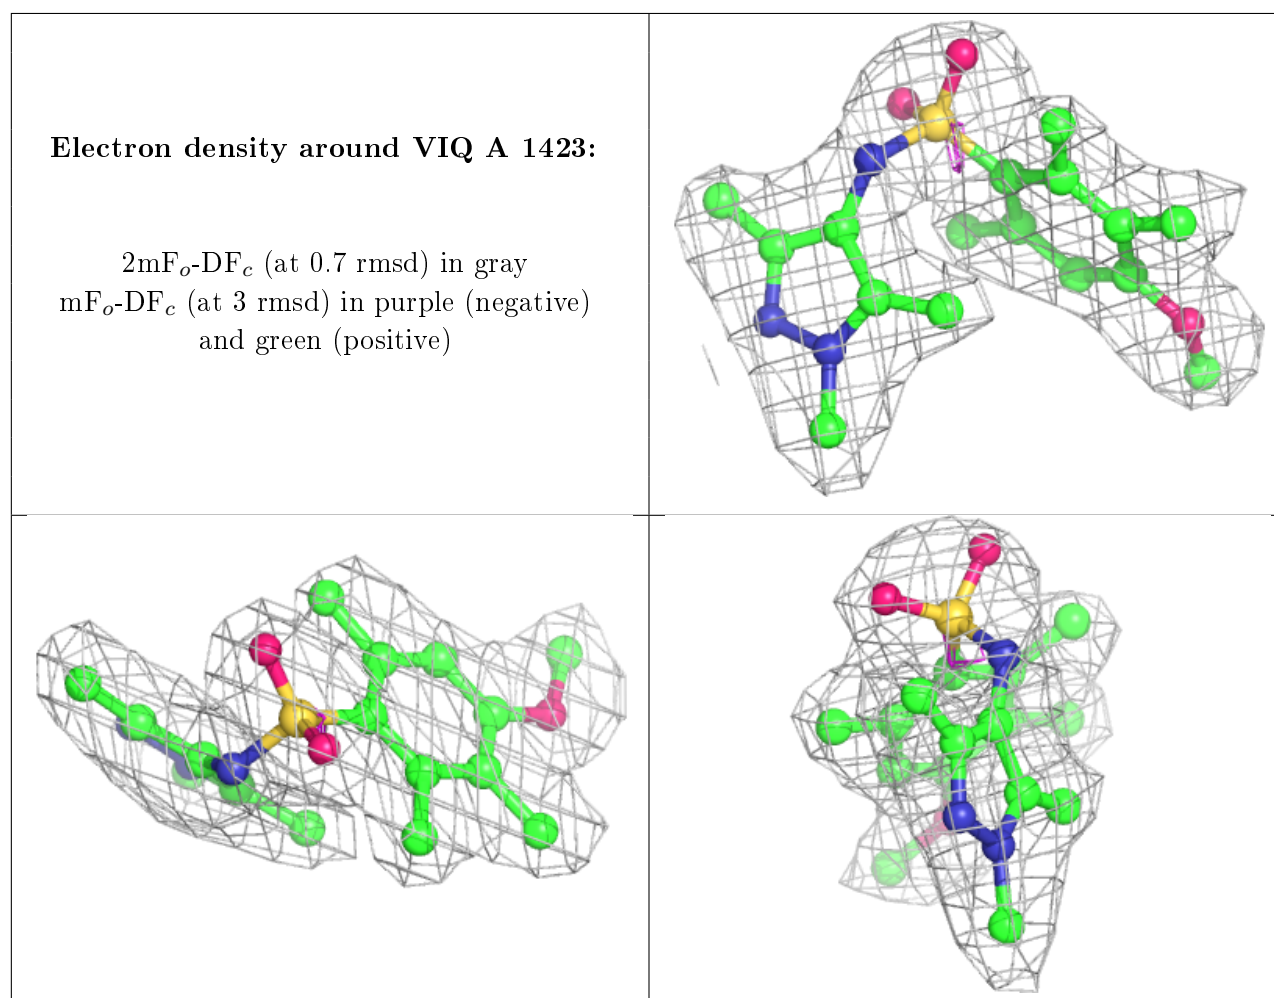 Electron density around VIQ A 1423:
2mFₒ-DF𝒸 (at 0.7 rmsd) in gray
mFₒ-DF𝒸 (at 3 rmsd) in purple (negative)
and green (positive)